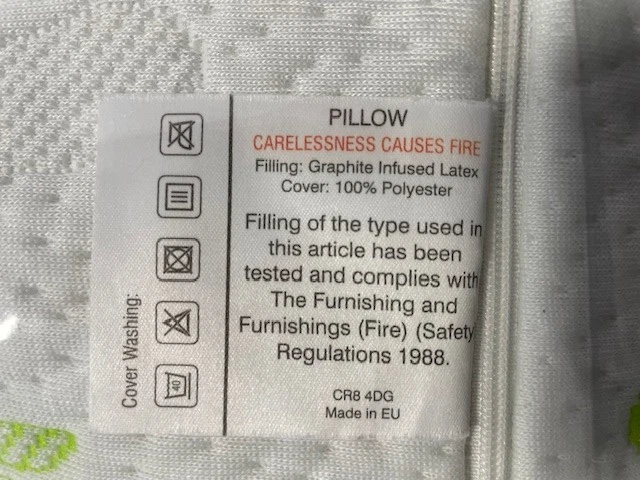 PILLOW
CARELESSNESS CAUSES FIRE
Filling: Graphite Infused Latex
Cover: 100% Polyester
Filling of the type used in
this article has been
tested and complies with
The Furnishing and
Furnishings (Fire) (Safety
Regulations 1988.
CR8 4DG
Made in EU
Cover Washing:
40